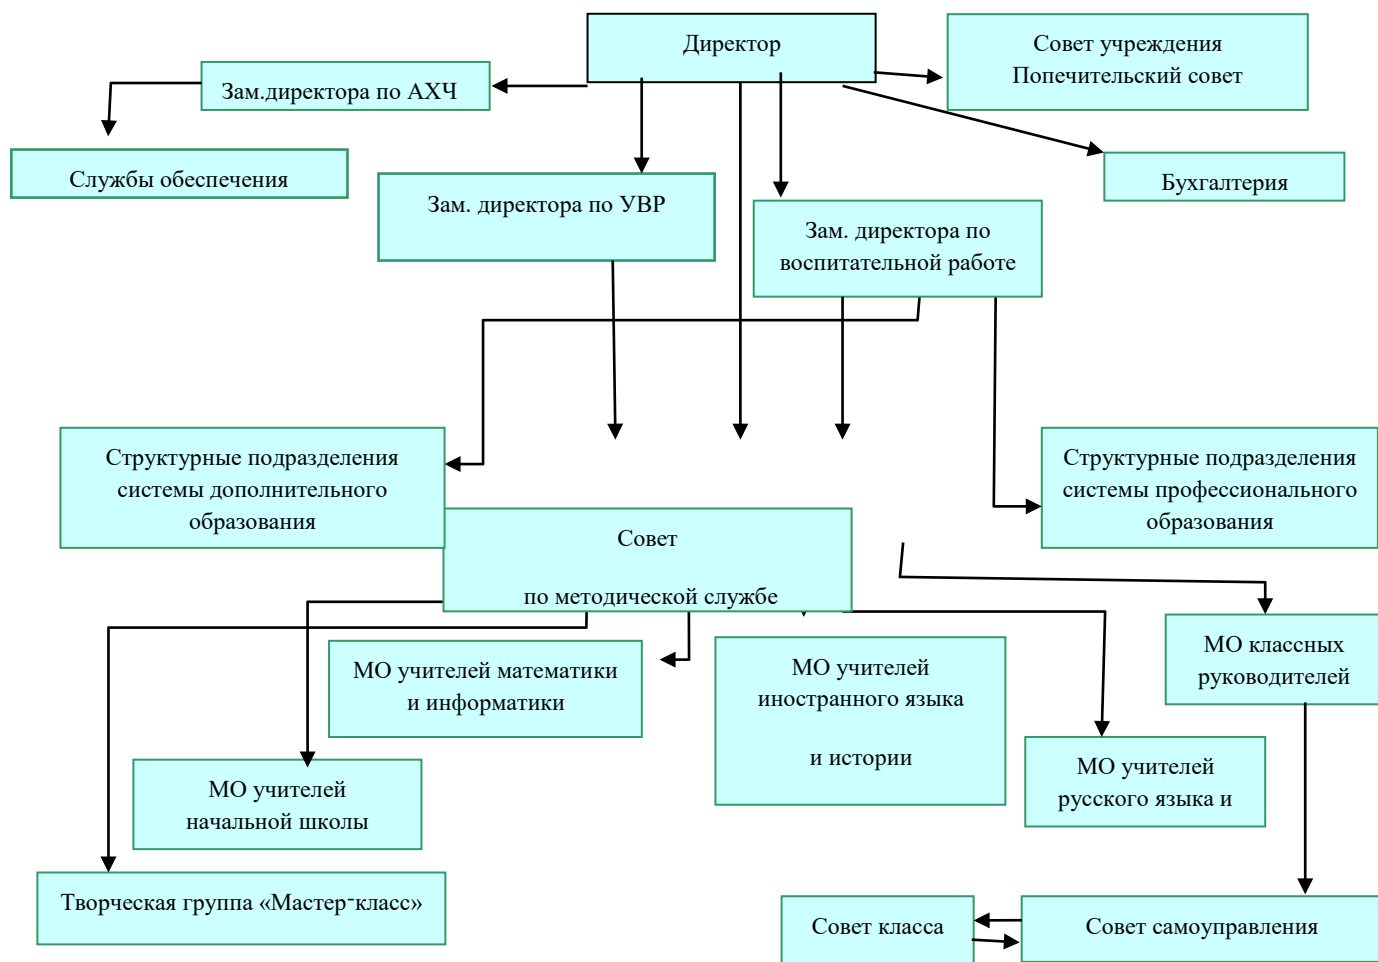 Директор
Совет учреждения
Попечительский совет
Зам.директора по АХЧ
Службы обеспечения
Бухгалтерия
Зам. директора по УВР
Зам. директора по
воспитательной работе
Структурные подразделения
системы дополнительного
образования
Структурные подразделения
системы профессионального
образования
Совет
по методической службе
МО учителей математики
и информатики
МО учителей
иностранного языка
и истории
МО классных
руководителей
МО учителей
начальной школы
МО учителей
русского языка и
Творческая группа «Мастер-класс»
Совет класса
Совет самоуправления